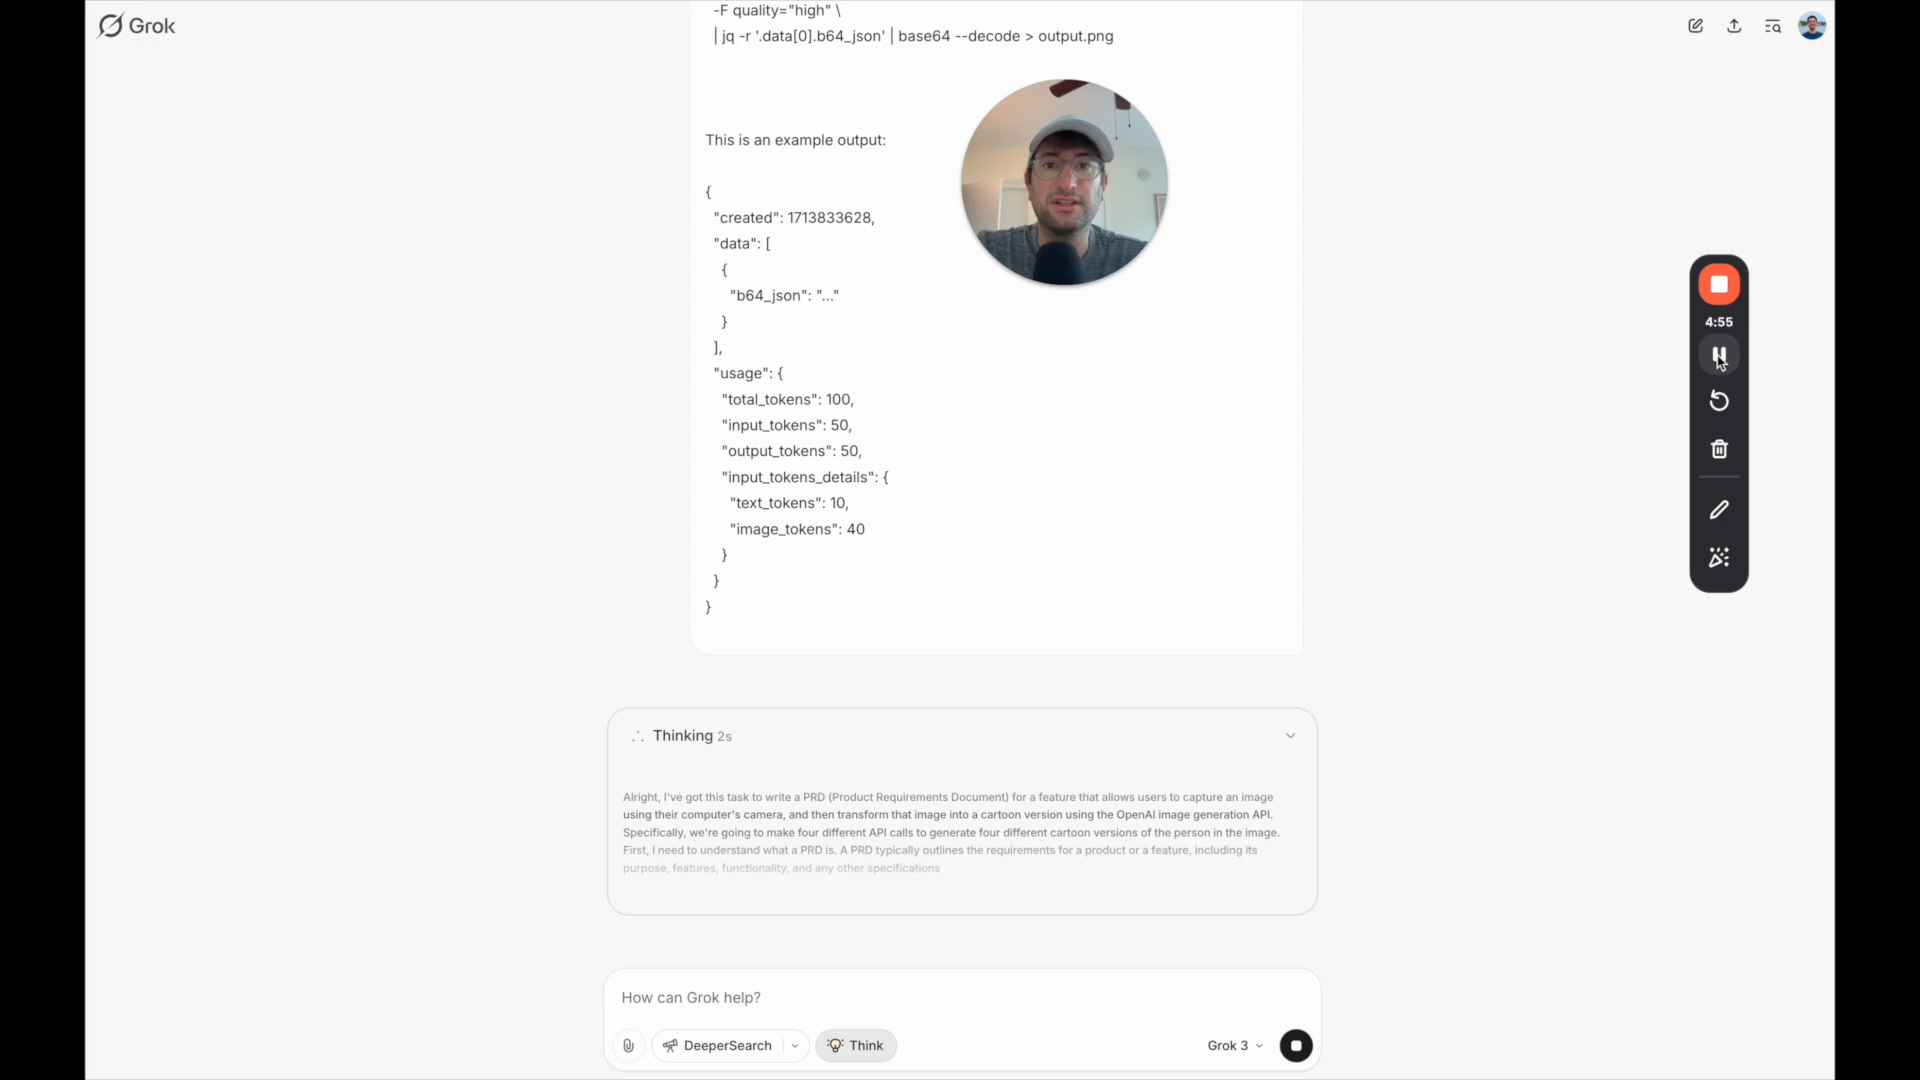 Grok
-F quality="high" \
| jq -r '.data[0].b64_json' | base64 --decode > output.png
This is an example output:
{
"created": 1713833628,
"data": [
{
"b64_json": "..."
}
],
"usage": {
"total_tokens": 100,
"input_tokens": 50,
"output_tokens": 50,
"input_tokens_details": {
"text_tokens": 10,
"image_tokens": 40
}
}
}
4:55
Thinking 2s
Alright, I've got this task to write a PRD (Product Requirements Document) for a feature that allows users to capture an image
using their computer's camera, and then transform that image into a cartoon version using the OpenAI image generation API.
Specifically, we're going to make four different API calls to generate four different cartoon versions of the person in the image.
First, I need to understand what a PRD is. A PRD typically outlines the requirements for a product or a feature, including its
purpose, features, functionality, and any other specifications
How can Grok help?
DeeperSearch
Think
Grok 3